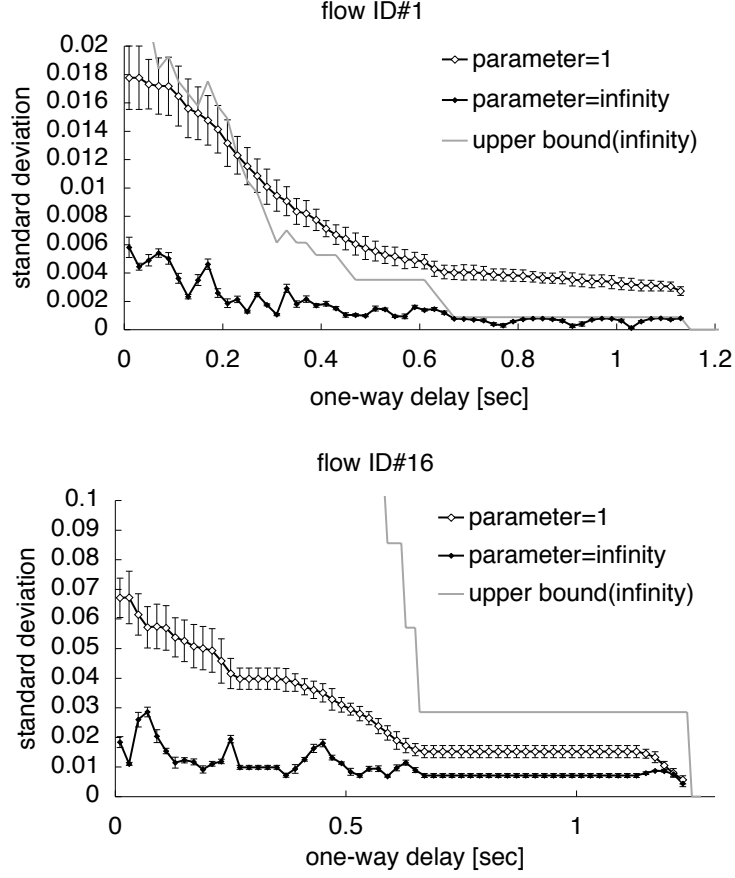 flow ID#1
standard deviation
0.02
0.018
0.016
0.014
0.012
0.01
0.008
0.006
0.004
0.002
0
parameter=1
parameter=infinity
upper bound(infinity)
0 0.2 0.4 0.6 0.8 1 1.2
one-way delay [sec]
flow ID#16
standard deviation
0.1
0.09
0.08
0.07
0.06
0.05
0.04
0.03
0.02
0.01
0
parameter=1
parameter=infinity
upper bound(infinity)
0 0.5 1
one-way delay [sec]